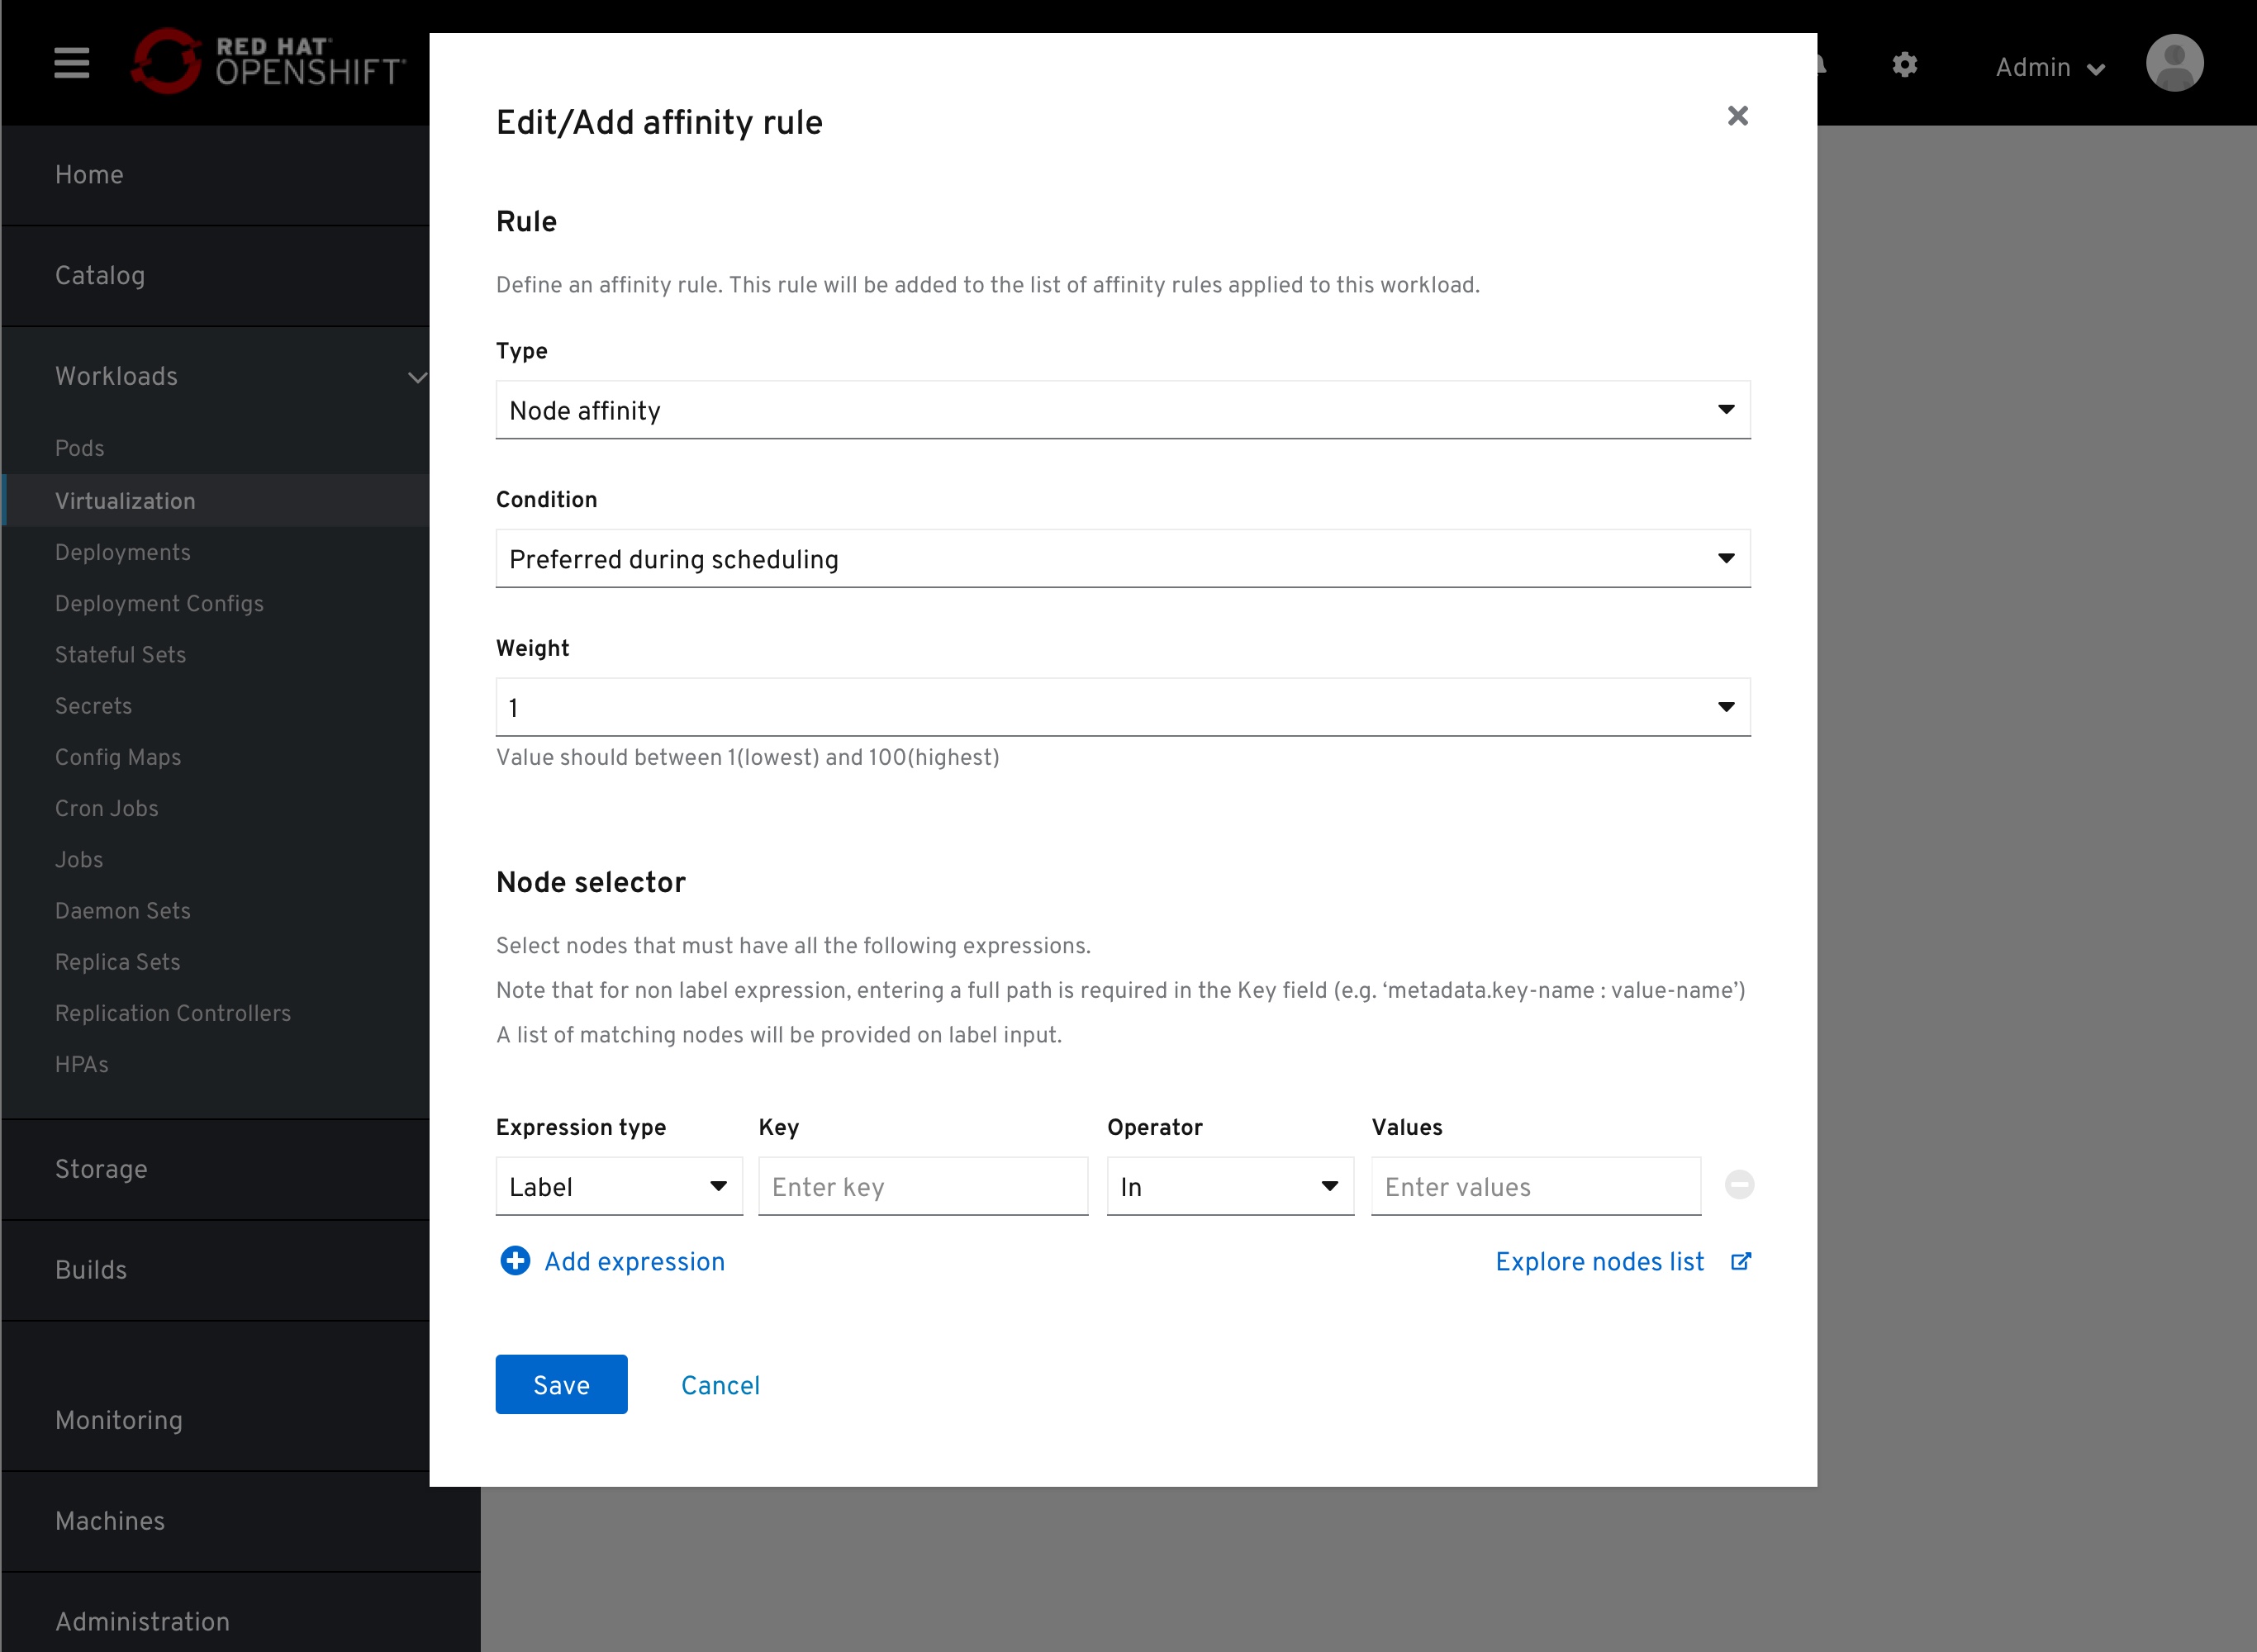 RED HAT
OPENSHIFT
Admin
Home
Catalog
Workloads
Pods
Virtualization
Deployments
Deployment Configs
Stateful Sets
Secrets
Config Maps
Cron Jobs
Jobs
Daemon Sets
Replica Sets
Replication Controllers
HPAs
Storage
Builds
Monitoring
Machines
Administration
Edit/Add affinity rule
Rule
Define an affinity rule. This rule will be added to the list of affinity rules applied to this workload.
Type
Node affinity
Condition
Preferred during scheduling
Weight
1
Value should between 1(lowest) and 100(highest)
Node selector
Select nodes that must have all the following expressions.
Note that for non label expression, entering a full path is required in the Key field (e.g. ‘metadata.key-name : value-name’)
A list of matching nodes will be provided on label input.
Expression type Key Operator Values
Label Enter key In Enter values
Add expression Explore nodes list
Save Cancel